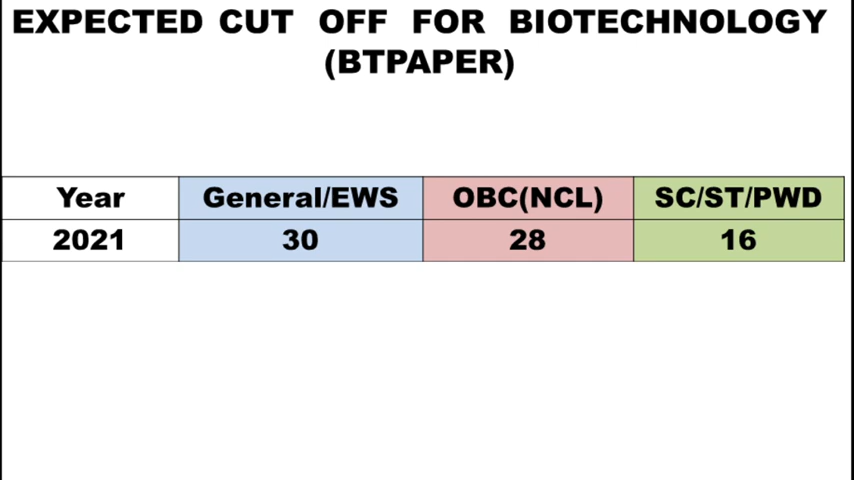 EXPECTED CUT OFF FOR BIOTECHNOLOGY
(BTPAPER)
Year General/EWS OBC(NCL) SC/ST/PWD
2021 30 28 16